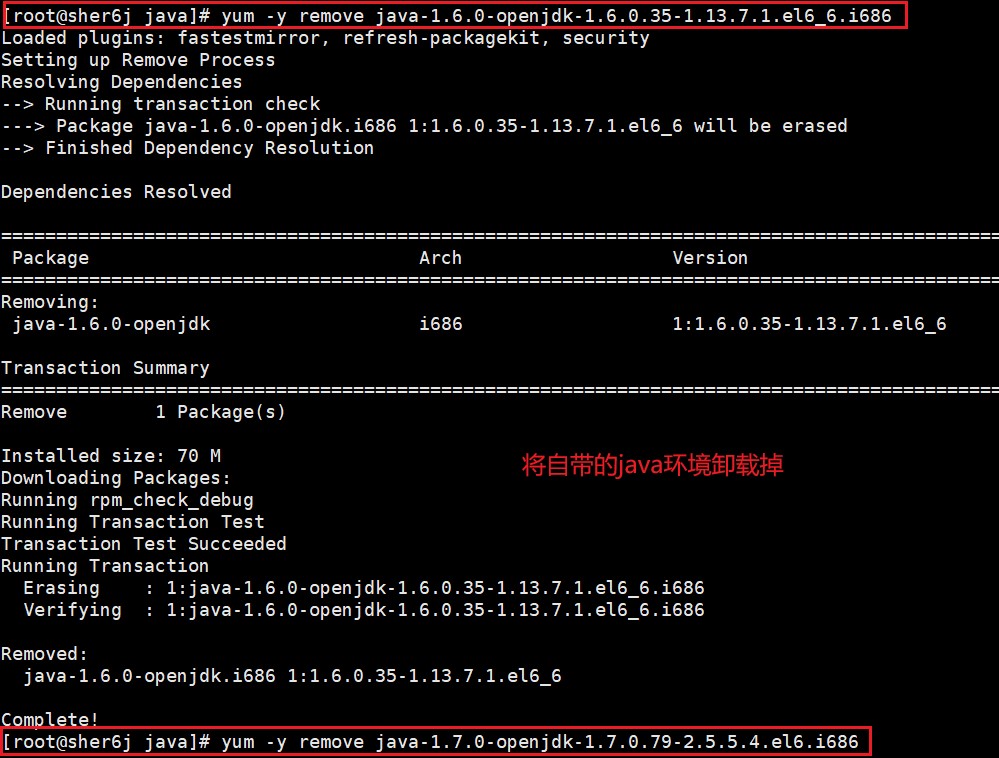 [root@sher6j java]# yum -y remove java-1.6.0-openjdk-1.6.0.35-1.13.7.1.el6_6.i686
Loaded plugins: fastestmirror, refresh-packagekit, security
Setting up Remove Process
Resolving Dependencies
--> Running transaction check
---> Package java-1.6.0-openjdk.i686 1:1.6.0.35-1.13.7.1.el6_6 will be erased
--> Finished Dependency Resolution
Dependencies Resolved
================================================================================
Package Arch Version
================================================================================
Removing:
java-1.6.0-openjdk i686 1:1.6.0.35-1.13.7.1.el6_6
Transaction Summary
================================================================================
Remove 1 Package(s)
Installed size: 70 M
将自带的java环境卸载掉
Downloading Packages:
Running rpm_check_debug
Running Transaction Test
Transaction Test Succeeded
Running Transaction
Erasing : 1:java-1.6.0-openjdk-1.6.0.35-1.13.7.1.el6_6.i686
Verifying : 1:java-1.6.0-openjdk-1.6.0.35-1.13.7.1.el6_6.i686
Removed:
java-1.6.0-openjdk.i686 1:1.6.0.35-1.13.7.1.el6_6
Complete!
[root@sher6j java]# yum -y remove java-1.7.0-openjdk-1.7.0.79-2.5.5.4.el6.i686